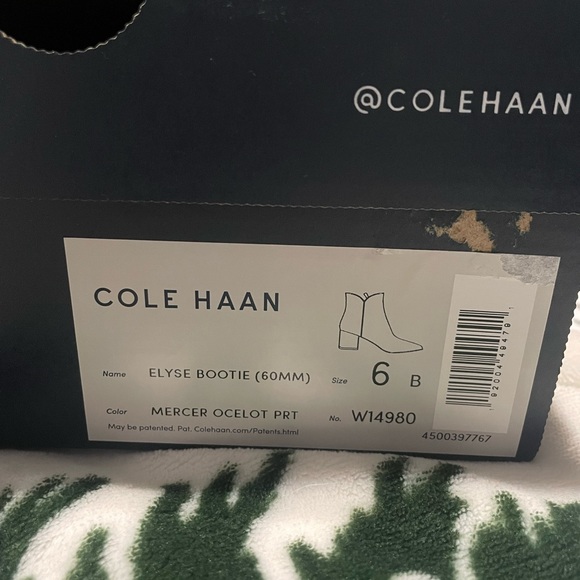 @COLEHAAN
COLE HAAN
Name ELYSE BOOTIE (60MM) Size 6 B
Color MERCER OCELOT PRT No. W14980
May be patented. Pat. Colehaan.com/Patents.html
4500397767